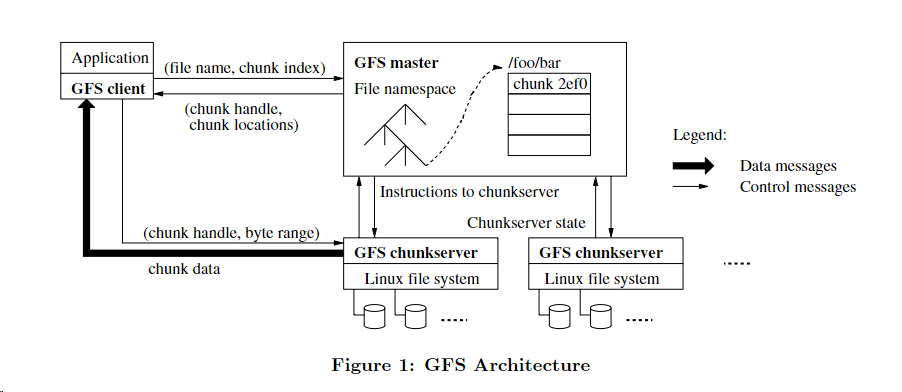 Application
GFS client
(file name, chunk index)
(chunk handle,
chunk locations)
GFS master
File namespace
/foo/bar
chunk 2ef0
Legend:
Data messages
Control messages
Instructions to chunkserver
Chunkserver state
(chunk handle, byte range)
chunk data
GFS chunkserver
Linux file system
GFS chunkserver
Linux file system
Figure 1: GFS Architecture